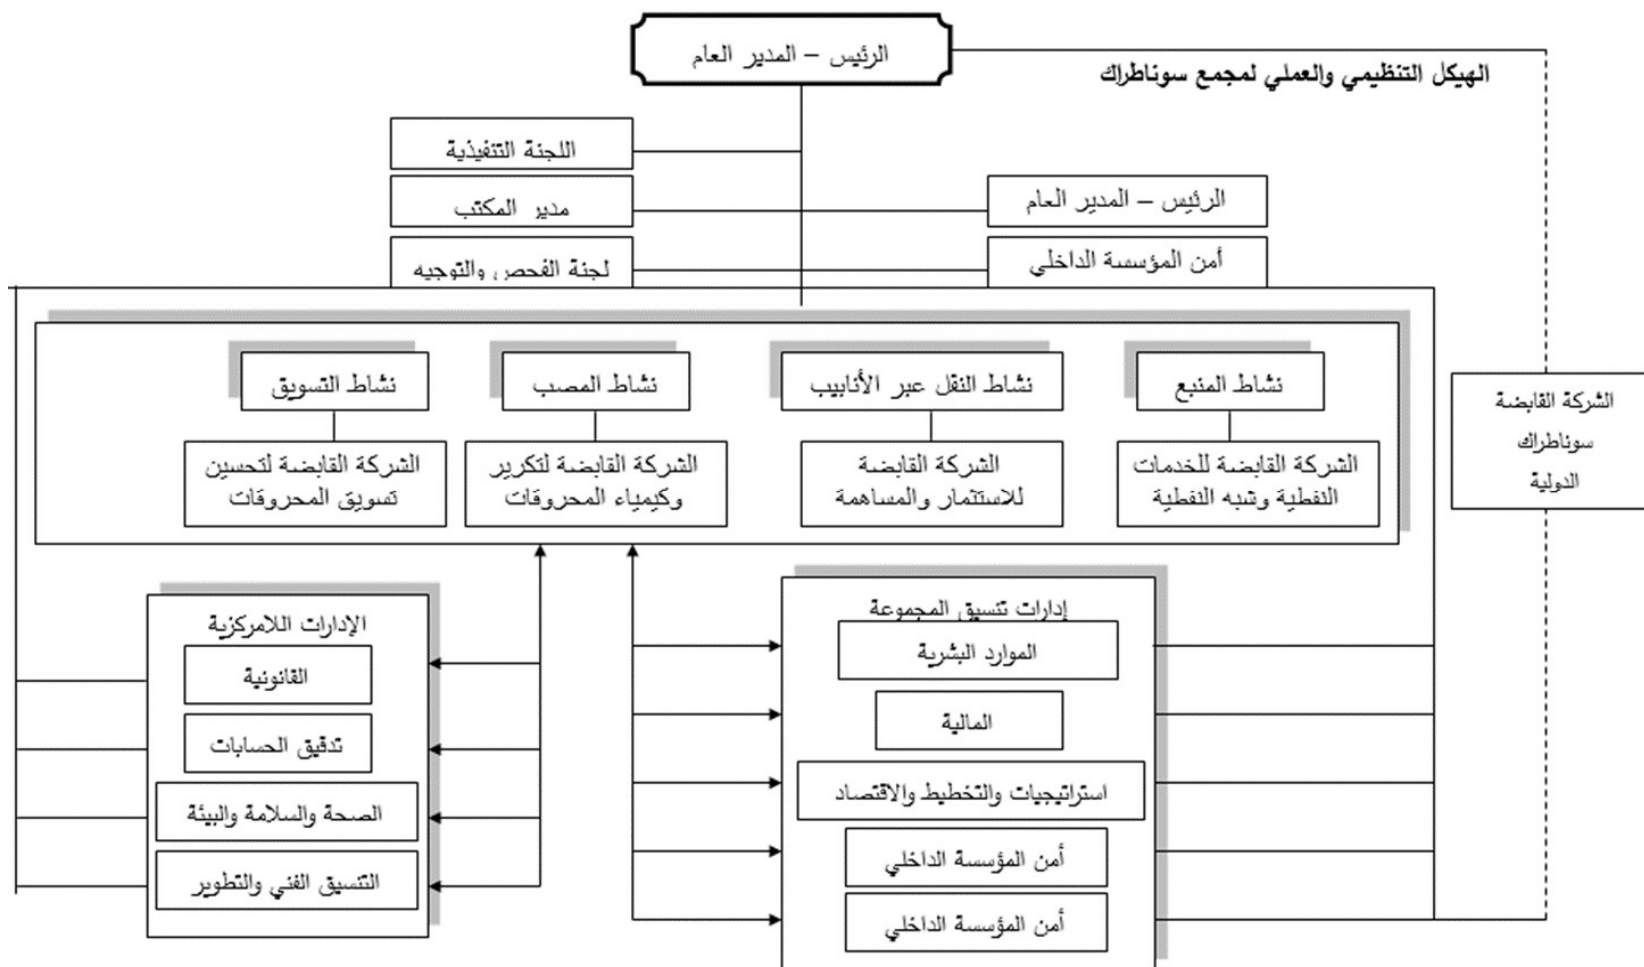 الرئيس – المدير العام
الهيكل التنظيمي والعملي لمجمع سوناطراك
اللجنة التنفيذية
الرئيس – المدير العام
مدير المكتب
أمن المؤسسة الداخلي
لجنة الفحص والتوجيه
نشاط المنبع
نشاط النقل عبر الأنابيب
نشاط المصب
نشاط التسويق
الشركة القابضة للخدمات
النفطية وشبه النفطية
الشركة القابضة
للاستثمار والمساهمة
الشركة القابضة لتكرير
وكيمياء المحروقات
الشركة القابضة لتحسين
تسويق المحروقات
الشركة القابضة
سوناطراك
الدولية
إدارات تنسيق المجموعة
الموارد البشرية
المالية
استراتيجيات والتخطيط والاقتصاد
أمن المؤسسة الداخلي
أمن المؤسسة الداخلي
الإدارات اللامركزية
القانونية
تدقيق الحسابات
الصحة والسلامة والبيئة
التنسيق الفني والتطوير